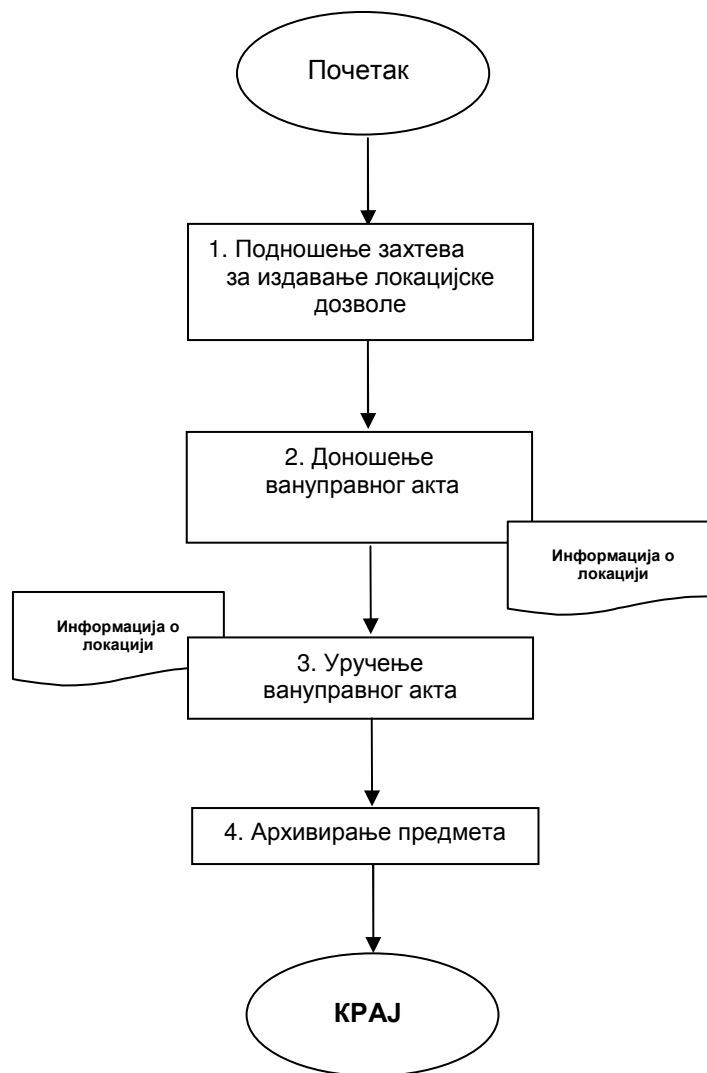 Почетак
1. Подношење захтева
за издавање локацијске
дозволе
2. Доношење
вануправног акта
Информација о
локацији
Информација о
локацији
3. Уручење
вануправног акта
4. Архивирање предмета
КРАЈ